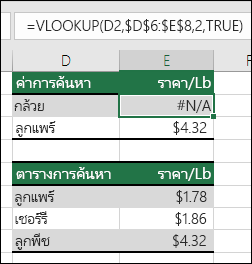 =VLOOKUP(D2,$D$6:$E$8,2,TRUE)
D E
ค่าการค้นหา ราคา/Lb
กล้วย #N/A
ลูกแพร์ $4.32
ตารางการค้นหา ราคา/Lb
ลูกแพร์ $1.78
เชอร์รี $1.86
ลูกพีช $4.32